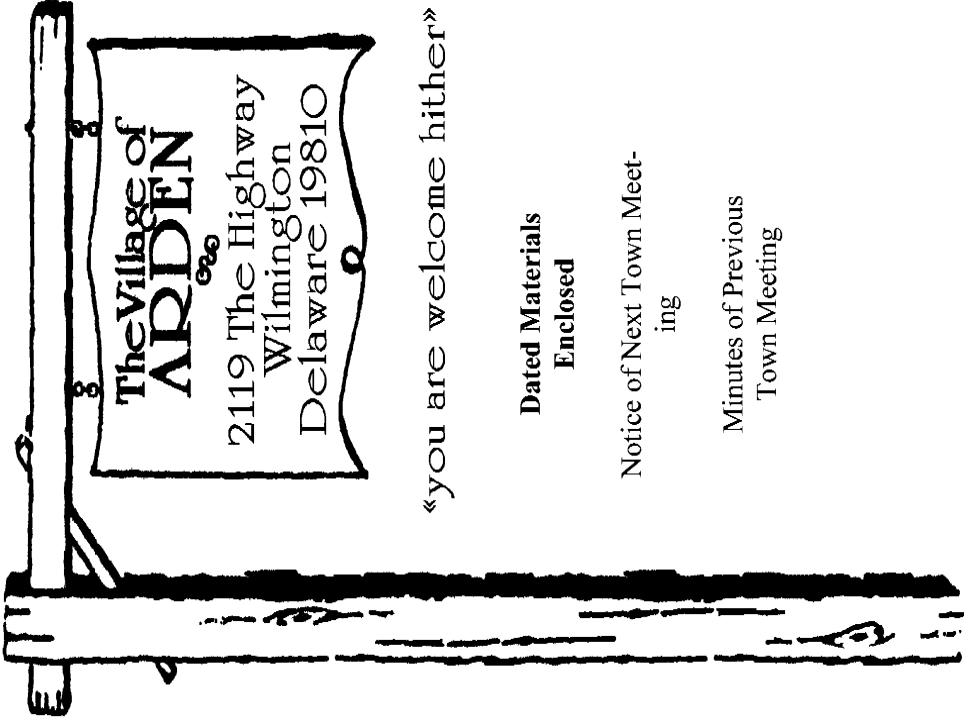 The Village of
ARDEN
2119 The Highway
Wilmington
Delaware 19810
«you are welcome hither»
Dated Materials
Enclosed
Notice of Next Town Meet-
ing
Minutes of Previous
Town Meeting